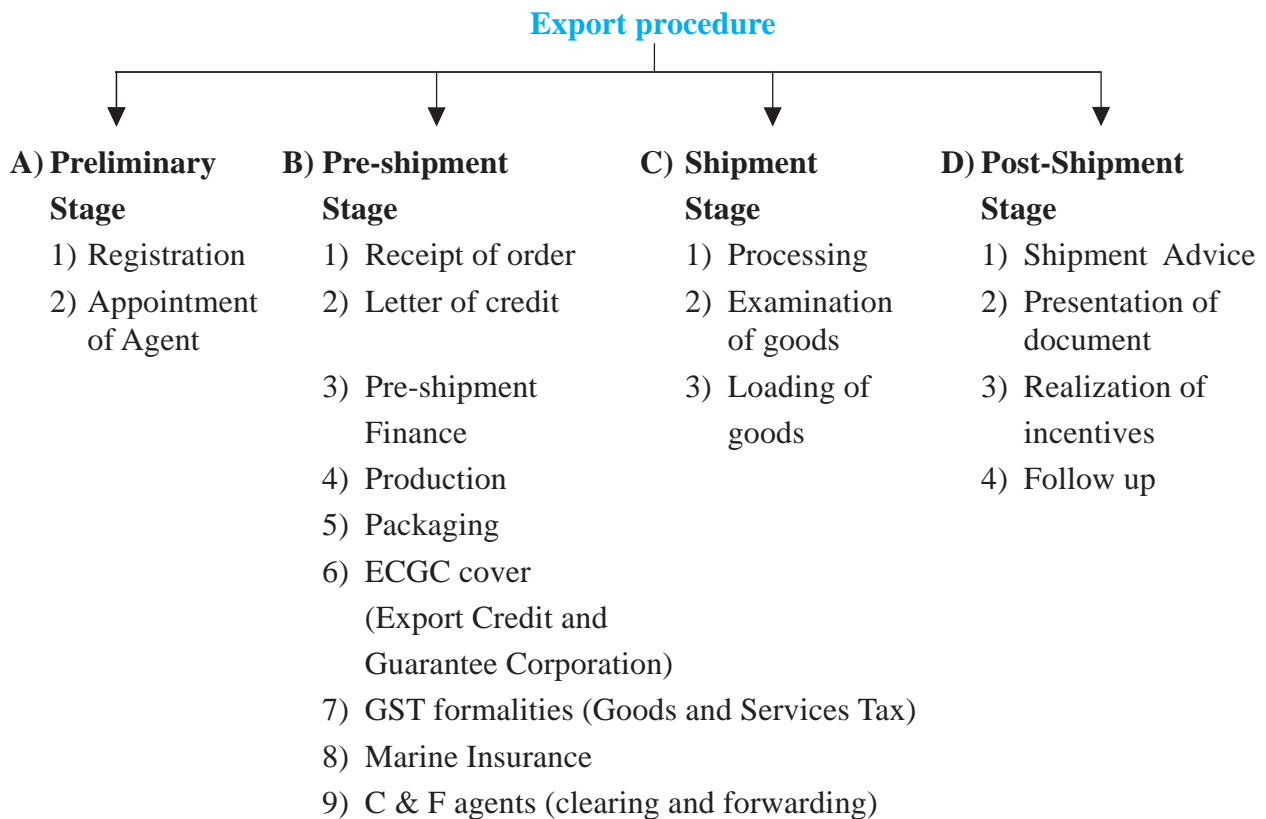 Export procedure
A) Preliminary
Stage
1) Registration
2) Appointment
of Agent
B) Pre-shipment
Stage
1) Receipt of order
2) Letter of credit
3) Pre-shipment
Finance
4) Production
5) Packaging
6) ECGC cover
(Export Credit and
Guarantee Corporation)
7) GST formalities (Goods and Services Tax)
8) Marine Insurance
9) C & F agents (clearing and forwarding)
C) Shipment
Stage
1) Processing
2) Examination
of goods
3) Loading of
goods
D) Post-Shipment
Stage
1) Shipment Advice
2) Presentation of
document
3) Realization of
incentives
4) Follow up